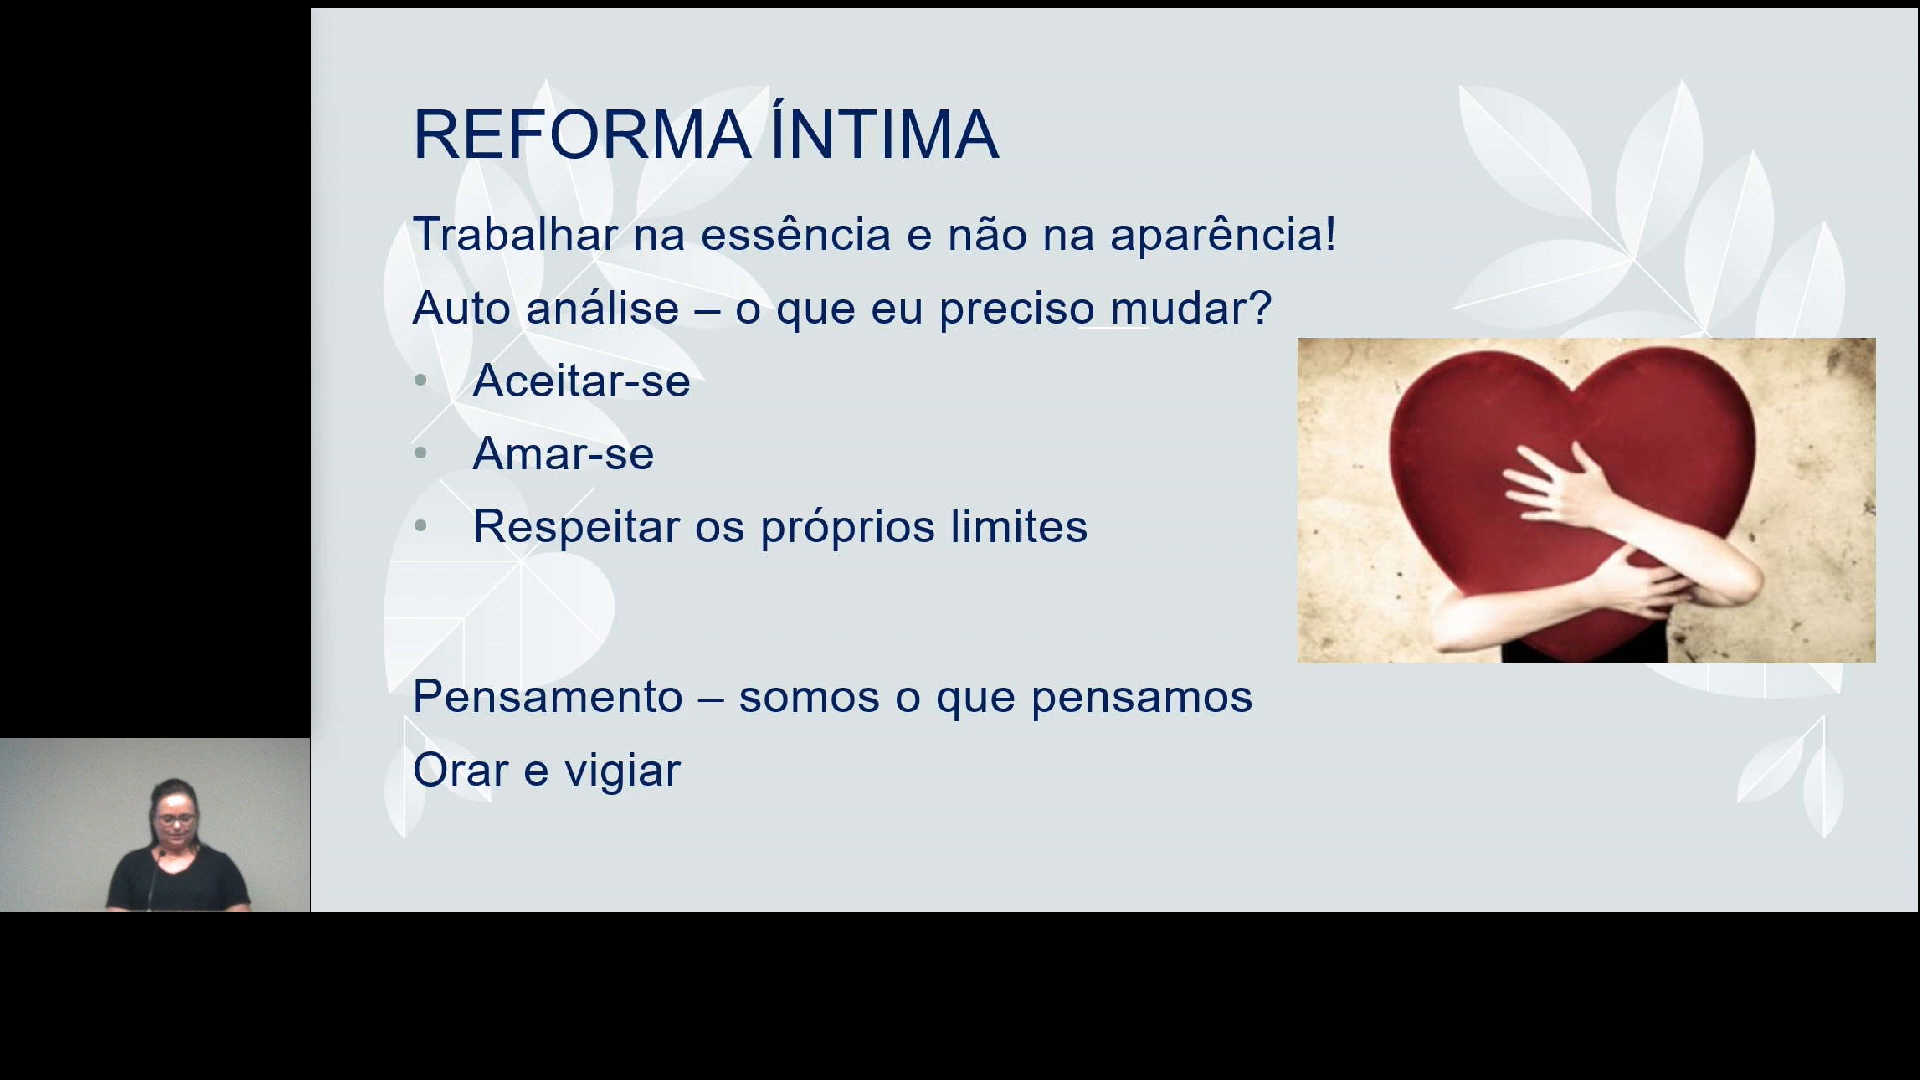 REFORMA ÍNTIMA
Trabalhar na essência e não na aparência!
Auto análise – o que eu preciso mudar?
• Aceitar-se
• Amar-se
• Respeitar os próprios limites
Pensamento – somos o que pensamos
Orar e vigiar